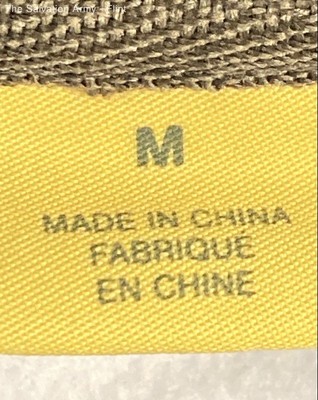 The Salvation Army - Flint
M
MADE IN CHINA
FABRIQUÉ
EN CHINE